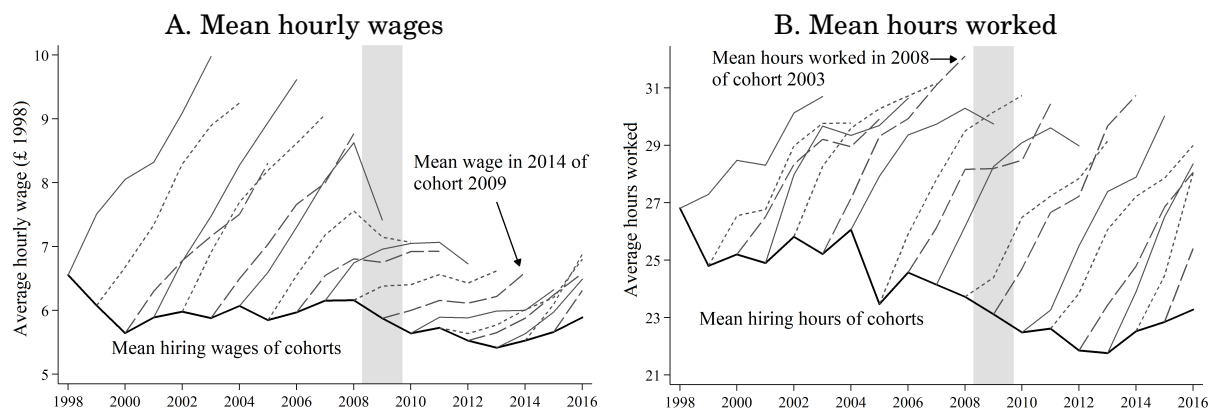 A. Mean hourly wages
Average hourly wage (£ 1998)
10
9
8
7
6
5
Mean wage in 2014 of
cohort 2009
Mean hiring wages of cohorts
1998 2000 2002 2004 2006 2008 2010 2012 2014 2016
B. Mean hours worked
Average hours worked
31
29
27
25
23
21
Mean hours worked in 2008
of cohort 2003
Mean hiring hours of cohorts
1998 2000 2002 2004 2006 2008 2010 2012 2014 2016